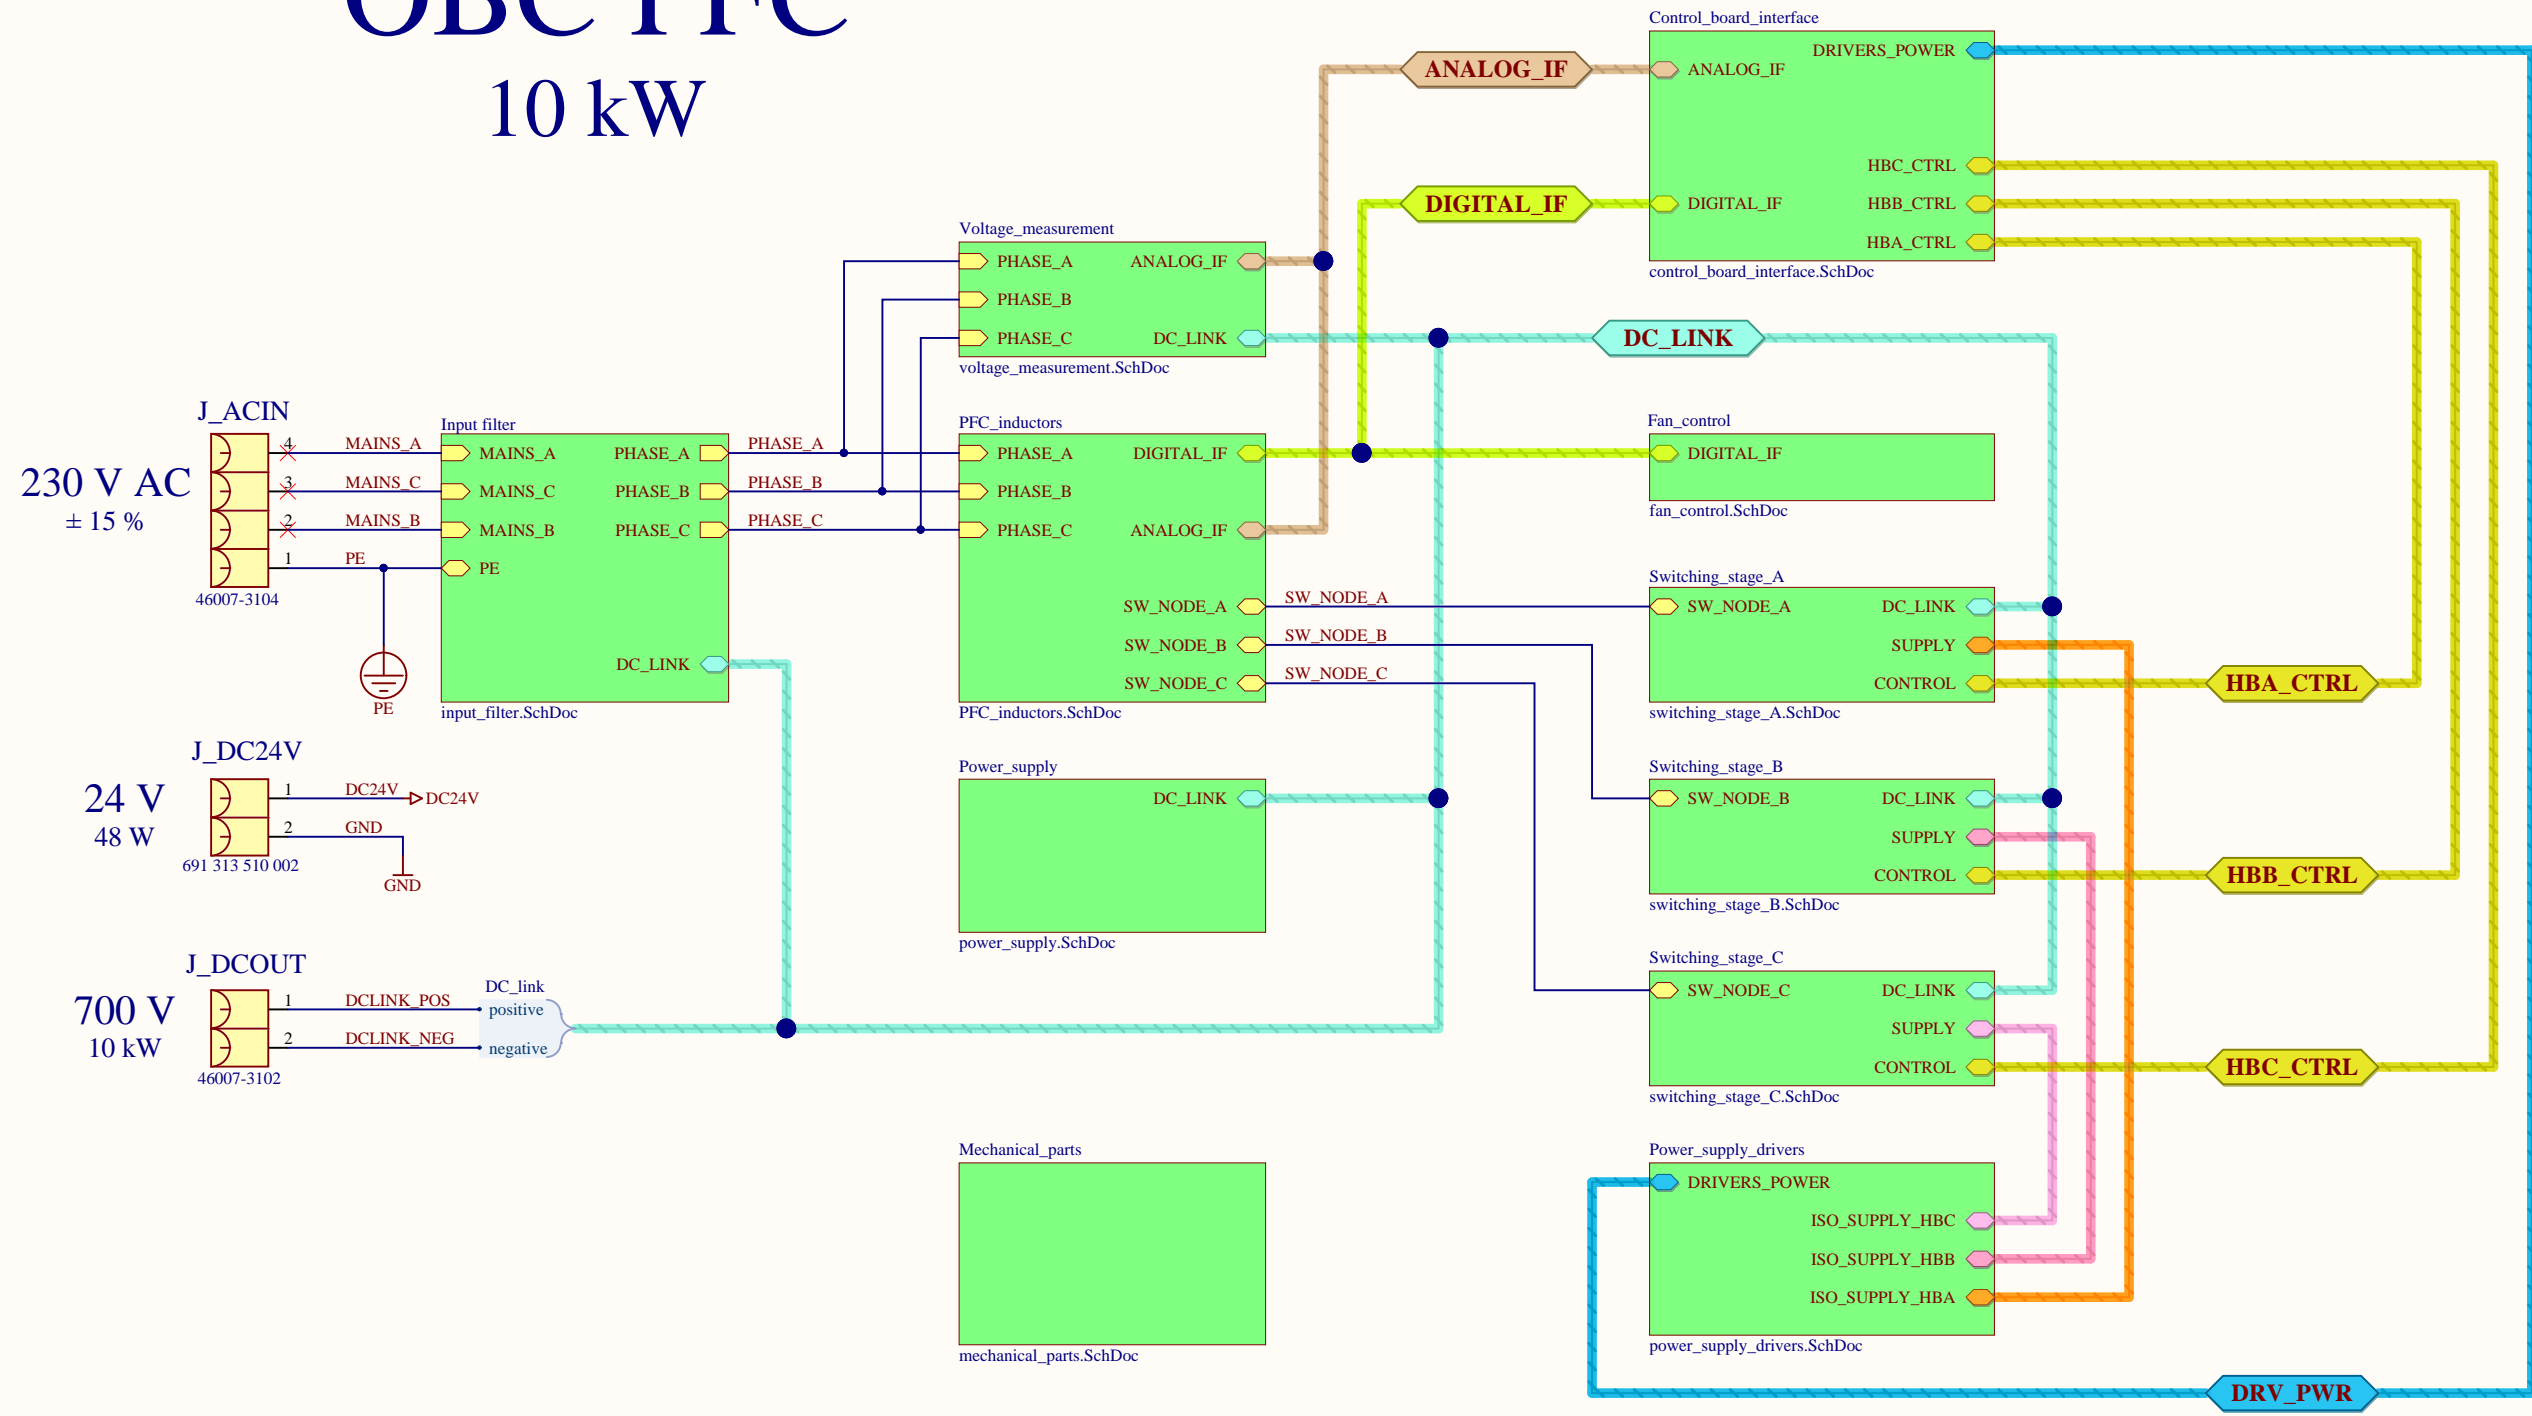 OBC PFC
10 kW
J_ACIN
230 V AC
± 15 %
4
3
2
1
46007-3104
MAINS_A
MAINS_C
MAINS_B
PE
PE
Input filter
MAINS_A
MAINS_C
MAINS_B
PE
PHASE_A
PHASE_B
PHASE_C
DC_LINK
input_filter.SchDoc
PHASE_A
PHASE_B
PHASE_C
J_DC24V
24 V
48 W
1
2
691 313 510 002
DC24V
DC24V
GND
GND
J_DCOUT
700 V
10 kW
1
2
46007-3102
DCLINK_POS
DCLINK_NEG
DC_link
positive
negative
Voltage_measurement
PHASE_A
PHASE_B
PHASE_C
ANALOG_IF
DC_LINK
voltage_measurement.SchDoc
PFC_inductors
PHASE_A
PHASE_B
PHASE_C
DIGITAL_IF
ANALOG_IF
SW_NODE_A
SW_NODE_B
SW_NODE_C
PFC_inductors.SchDoc
SW_NODE_A
SW_NODE_B
SW_NODE_C
Power_supply
DC_LINK
power_supply.SchDoc
Mechanical_parts
mechanical_parts.SchDoc
ANALOG_IF
DIGITAL_IF
DC_LINK
Control_board_interface
DRIVERS_POWER
ANALOG_IF
HBC_CTRL
DIGITAL_IF
HBB_CTRL
HBA_CTRL
control_board_interface.SchDoc
Fan_control
DIGITAL_IF
fan_control.SchDoc
Switching_stage_A
SW_NODE_A
DC_LINK
SUPPLY
CONTROL
switching_stage_A.SchDoc
HBA_CTRL
Switching_stage_B
SW_NODE_B
DC_LINK
SUPPLY
CONTROL
switching_stage_B.SchDoc
HBB_CTRL
Switching_stage_C
SW_NODE_C
DC_LINK
SUPPLY
CONTROL
switching_stage_C.SchDoc
HBC_CTRL
Power_supply_drivers
DRIVERS_POWER
ISO_SUPPLY_HBC
ISO_SUPPLY_HBB
ISO_SUPPLY_HBA
power_supply_drivers.SchDoc
DRV_PWR